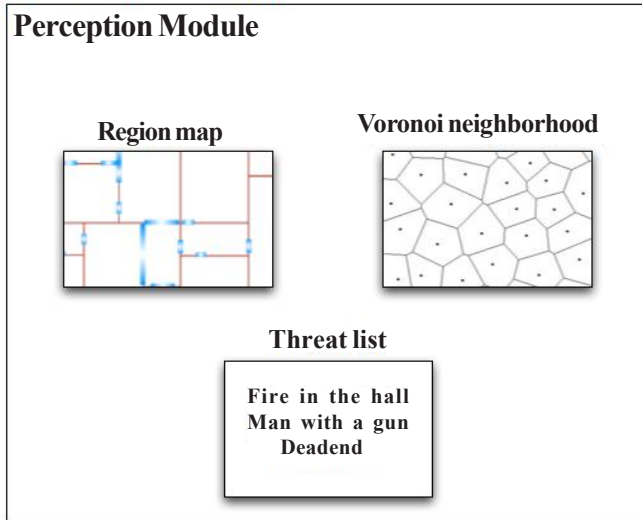 Perception Module
Region map
Voronoi neighborhood
Threat list
Fire in the hall
Man with a gun
Deadend